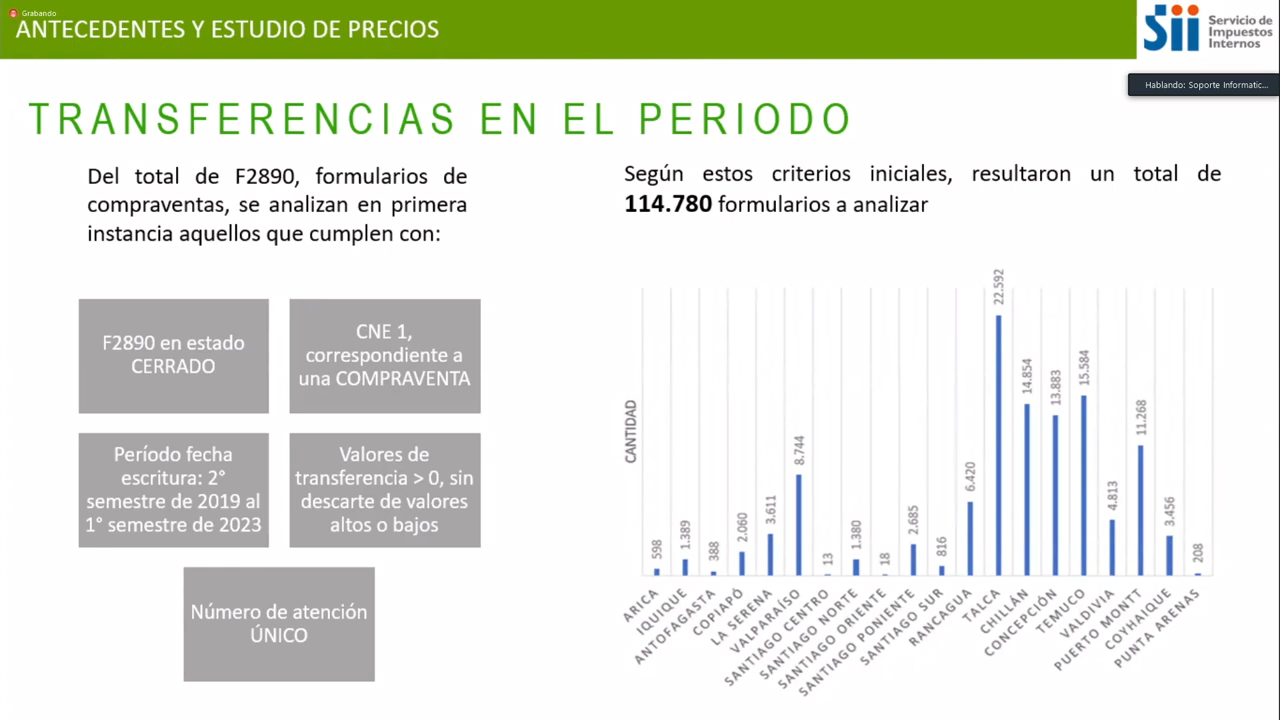 Grabando
ANTECEDENTES Y ESTUDIO DE PRECIOS
Sii Servicio de
Impuestos
Internos
Hablando: Soporte Informatic...
TRANSFERENCIAS EN EL PERIODO
Del total de F2890, formularios de
compraventas, se analizan en primera
instancia aquellos que cumplen con:
F2890 en estado
CERRADO
CNE 1,
correspondiente a
una COMPRAVENTA
Período fecha
escritura: 2°
semestre de 2019 al
1° semestre de 2023
Valores de
transferencia > 0, sin
descarte de valores
altos o bajos
Número de atención
ÚNICO
Según estos criterios iniciales, resultaron un total de
114.780 formularios a analizar
CANTIDAD
598
1.389
388
2.060
3.611
8.744
13
1.380
18
2.685
816
6.420
22.592
14.854
13.883
15.584
4.813
11.268
3.456
208
ARICA
IQUIQUE
ANTOFAGASTA
COPIAPÓ
LA SERENA
VALPARAÍSO
SANTIAGO CENTRO
SANTIAGO NORTE
SANTIAGO ORIENTE
SANTIAGO PONIENTE
SANTIAGO SUR
RANCAGUA
TALCA
CHILLÁN
CONCEPCIÓN
TEMUCO
VALDIVIA
PUERTO MONTT
COYHAIQUE
PUNTA ARENAS